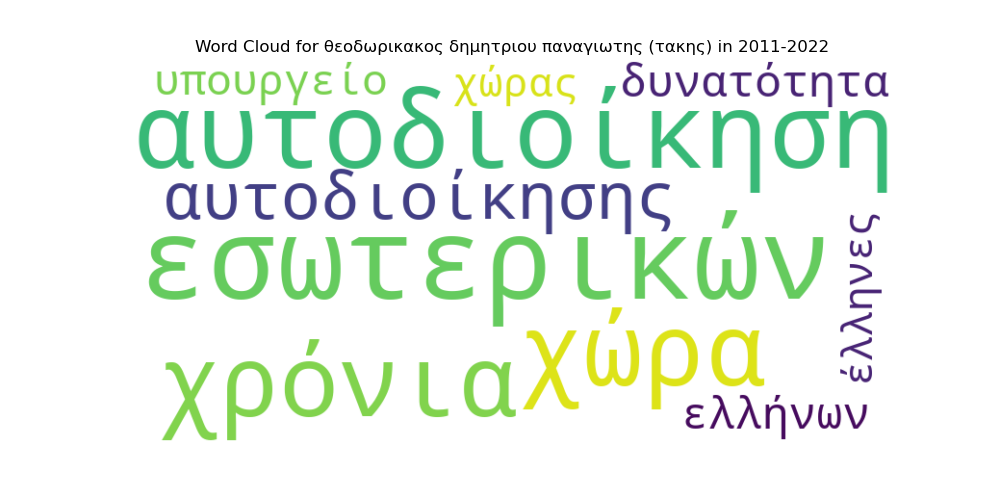 Word Cloud for θεοδωρικακος δημητριου παναγιωτης (τακης) in 2011-2022
υπουργείο χώρας δυνατότητα
αυτοδιοίκηση
αυτοδιοίκησης
εσωτερικών
έλληνες
χρόνια χώρα
ελλήνων